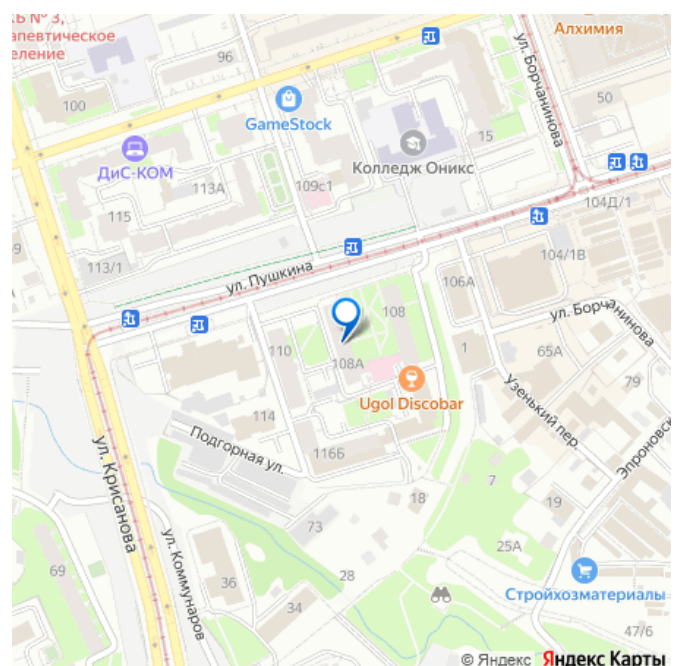 КБ № 3,
апевтическое
еление
96
100
GameStock
Алхимия
ул. Борчанинова
50
15
Колледж Оникс
ДиС-КОМ
113А
109с1
115
104Д/1
113/1
ул. Пушкина
104/1В
106А
108
ул. Борчанинова
110
108А
1
65А
79
Ugol Discobar
Узенький пер.
114
116Б
Подгорная ул.
Эпроновск
ул. Крисанова
18
7
19
73
25А
ул. Коммунаров
69
28
36
34
Стройхозматериалы
47/6
© Яндекс Яндекс Карты